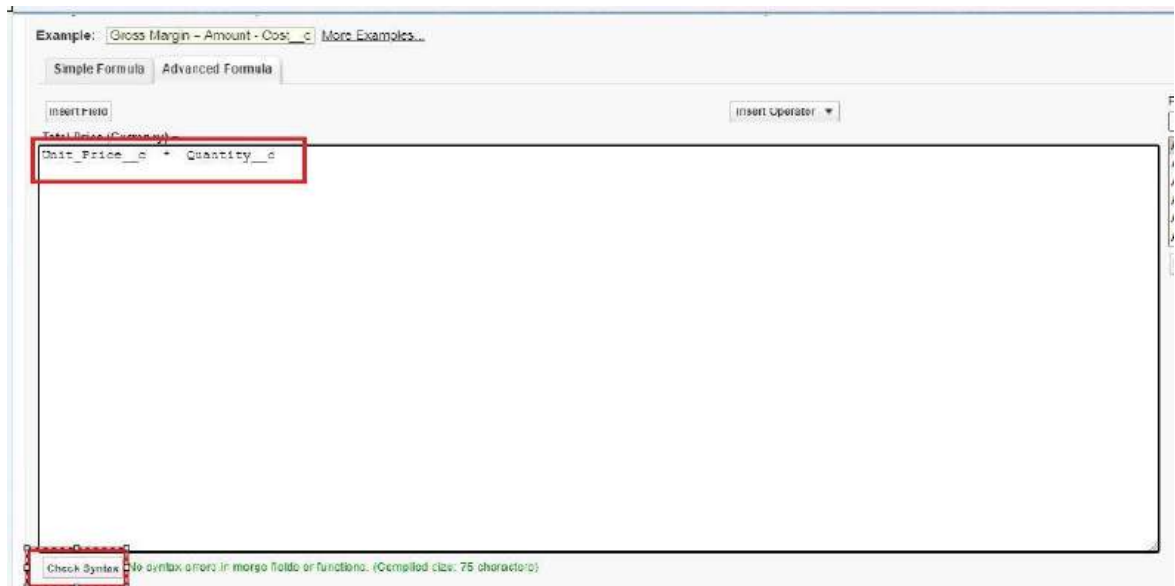 Example: Gross Margin = Amount - Cost__c More Examples...
Simple Formula Advanced Formula
Insert Field Insert Operator
Total Price (Currency) =
Unit_Price__c * Quantity__c
Check Syntax No syntax errors in merge fields or functions. (Compiled size: 75 characters)